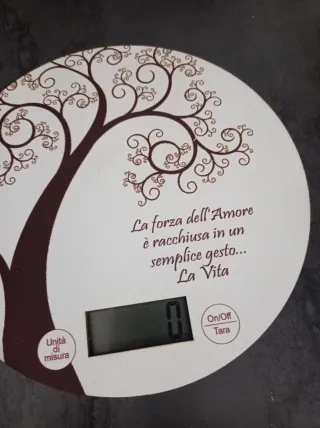 La forza dell'Amore
è racchiusa in un
semplice gesto...
La Vita
0
On/Off
Tara
Unità
di
misura